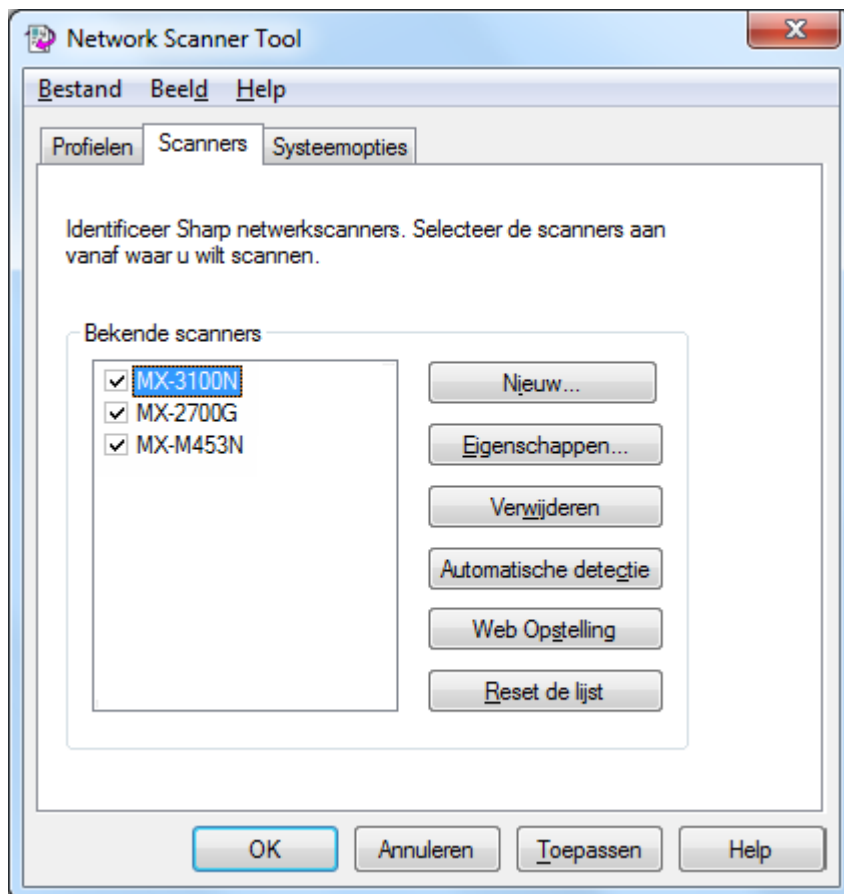 Network Scanner Tool
Bestand Beeld Help
Profielen Scanners Systeemopties
Identificeer Sharp netwerkscanners. Selecteer de scanners aan
vanaf waar u wilt scannen.
Bekende scanners
MX-3100N
MX-2700G
MX-M453N
Nieuw...
Eigenschappen...
Verwijderen
Automatische detectie
Web Opstelling
Reset de lijst
OK Annuleren Toepassen Help